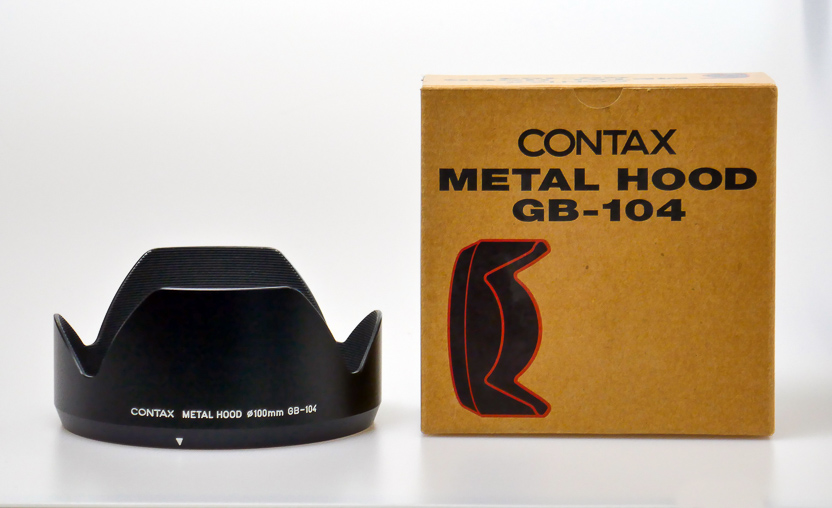 CONTAX
METAL HOOD
GB-104
CONTAX METAL HOOD ø100mm GB-104